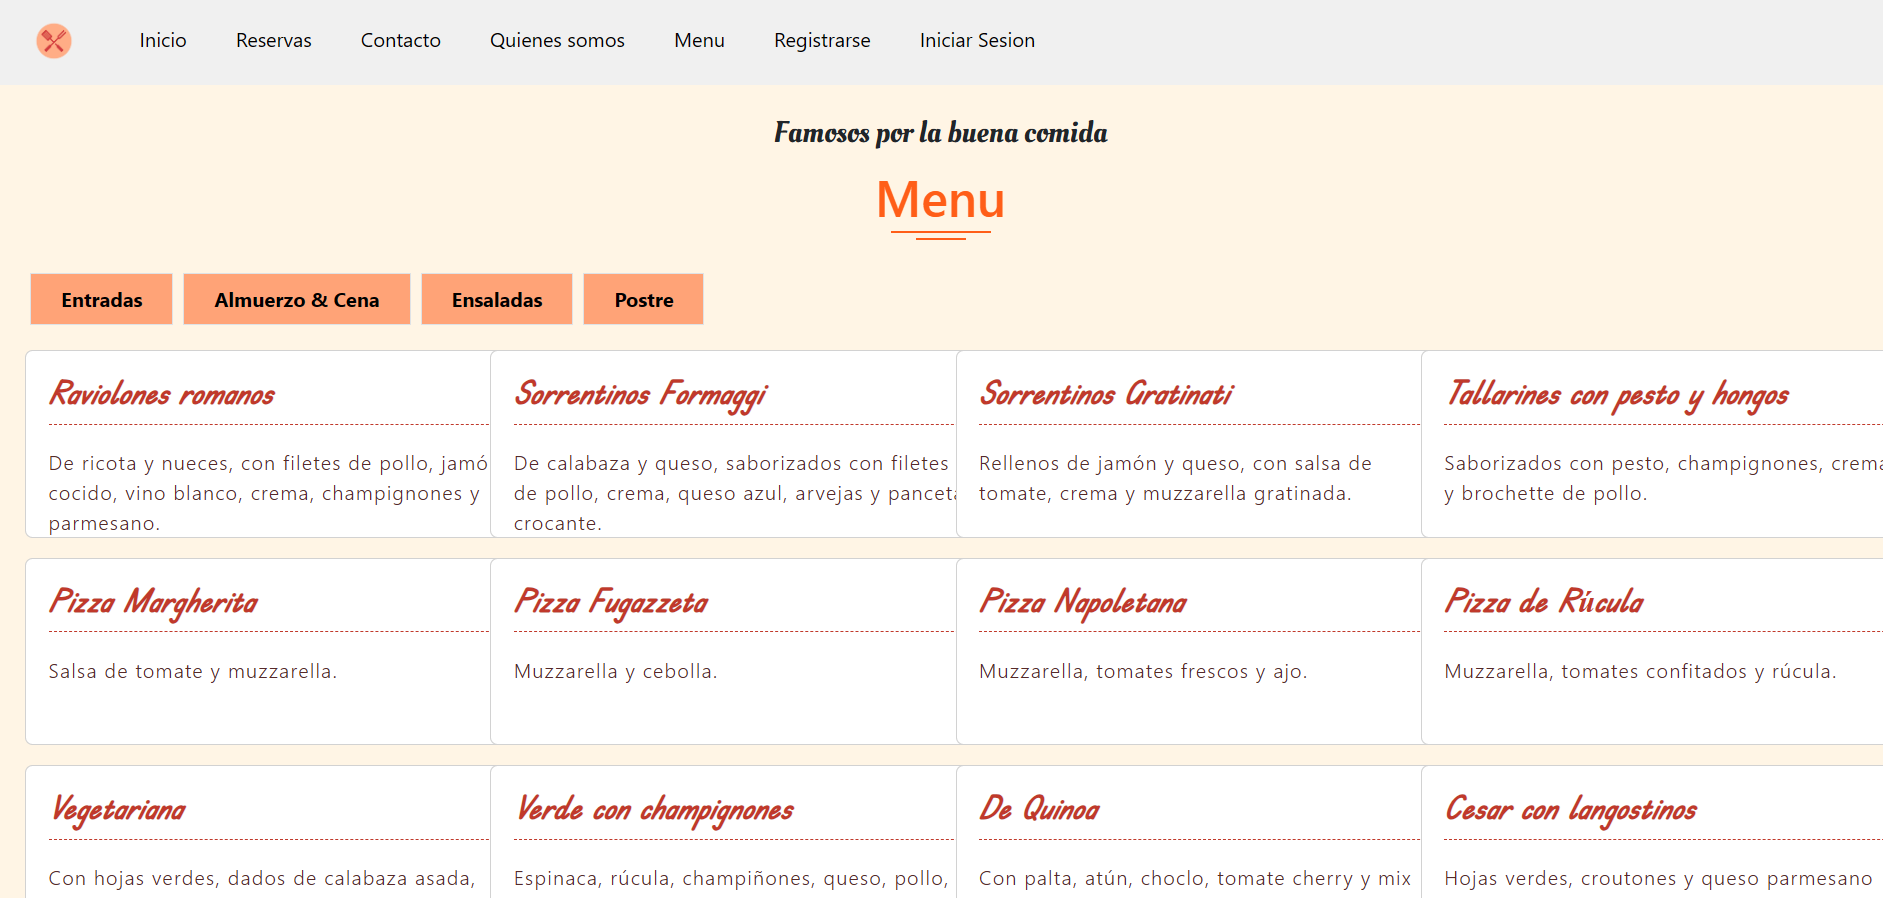 Inicio Reservas Contacto Quienes somos Menu Registrarse Iniciar Sesion
Famosos por la buena comida
Menu
Entradas Almuerzo & Cena Ensaladas Postre
Raviolones romanos
De ricota y nueces, con filetes de pollo, jamó
cocido, vino blanco, crema, champignones y
parmesano.
Sorrentinos Formaggi
De calabaza y queso, saborizados con filetes
de pollo, crema, queso azul, arvejas y panceta
crocante.
Sorrentinos Gratinati
Rellenos de jamón y queso, con salsa de
tomate, crema y muzzarella gratinada.
Tallarines con pesto y hongos
Saborizados con pesto, champignones, crema
y brochette de pollo.
Pizza Margherita
Salsa de tomate y muzzarella.
Pizza Fugazzeta
Muzzarella y cebolla.
Pizza Napoletana
Muzzarella, tomates frescos y ajo.
Pizza de Rúcula
Muzzarella, tomates confitados y rúcula.
Vegetariana
Con hojas verdes, dados de calabaza asada,
Verde con champignones
Espinaca, rúcula, champiñones, queso, pollo,
De Quinoa
Con palta, atún, choclo, tomate cherry y mix
Cesar con langostinos
Hojas verdes, croutones y queso parmesano